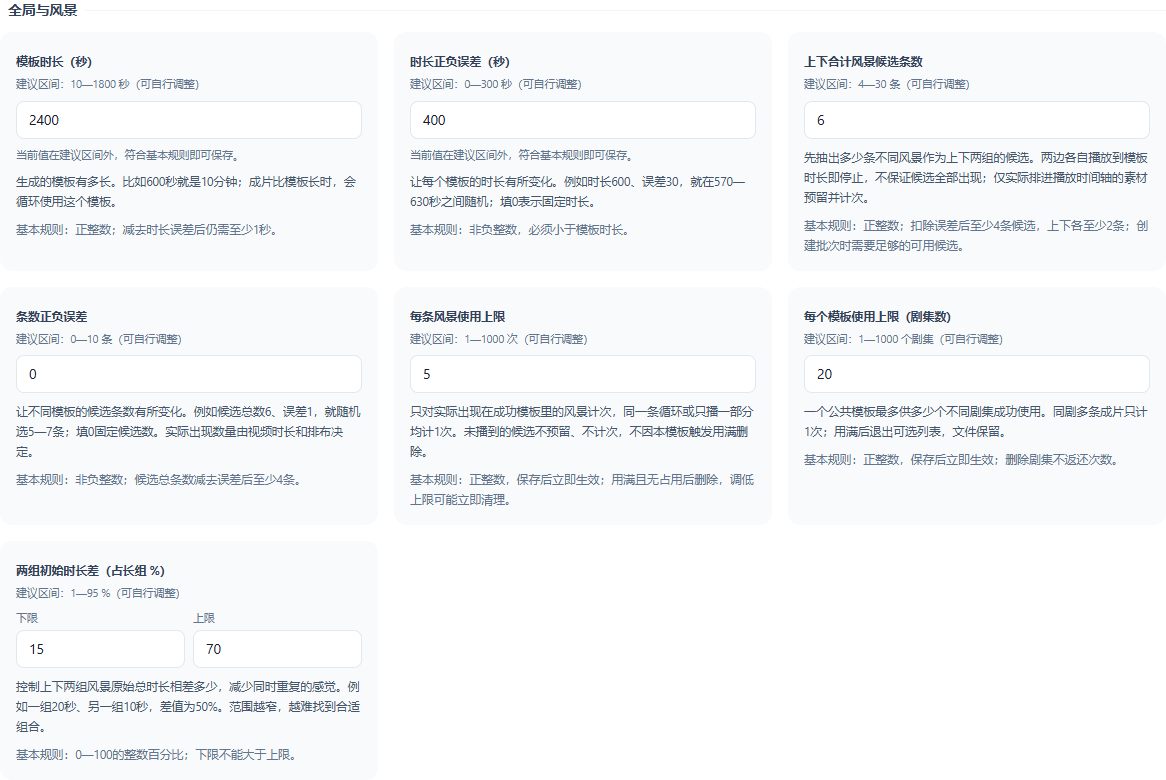 全局与风景
模板时长（秒）
建议区间：10—1800 秒（可自行调整）
2400
当前值在建议区间外，符合基本规则即可保存。
生成的模板有多长。比如600秒就是10分钟；成片比模板长时，会
循环使用这个模板。
基本规则：正整数；减去时长误差后仍需至少1秒。
时长正负误差（秒）
建议区间：0—300 秒（可自行调整）
400
当前值在建议区间外，符合基本规则即可保存。
让每个模板的时长有所变化。例如时长600、误差30，就在570—
630秒之间随机；填0表示固定时长。
基本规则：非负整数，必须小于模板时长。
上下合计风景候选条数
建议区间：4—30 条（可自行调整）
6
先抽出多少条不同风景作为上下两组的候选。两边各自播放到模板
时长即停止，不保证候选全部出现；仅实际排进播放时间轴的素材
预留并计次。
基本规则：正整数；扣除误差后至少4条候选，上下各至少2条；创
建批次时需要足够的可用候选。
条数正负误差
建议区间：0—10 条（可自行调整）
0
让不同模板的候选条数有所变化。例如候选总数6、误差1，就随机
选5—7条；填0固定候选数。实际出现数量由视频时长和排布决
定。
基本规则：非负整数；候选总条数减去误差后至少4条。
每条风景使用上限
建议区间：1—1000 次（可自行调整）
5
只对实际出现在成功模板里的风景计次，同一条循环或只播一部分
均计1次。未播到的候选不预留、不计次，不因本模板触发用满删
除。
基本规则：正整数，保存后立即生效；用满且无占用后删除，调低
上限可能立即清理。
每个模板使用上限（剧集数）
建议区间：1—1000 个剧集（可自行调整）
20
一个公共模板最多供多少个不同剧集成功使用。同剧多条成片只计
1次；用满后退出可选列表，文件保留。
基本规则：正整数，保存后立即生效；删除剧集不返还次数。
两组初始时长差（占长组 %）
建议区间：1—95 %（可自行调整）
下限
上限
15
70
控制上下两组风景原始总时长相差多少，减少同时重复的感觉。例
如一组20秒、另一组10秒，差值为50%。范围越窄，越难找到合适
组合。
基本规则：0—100的整数百分比；下限不能大于上限。